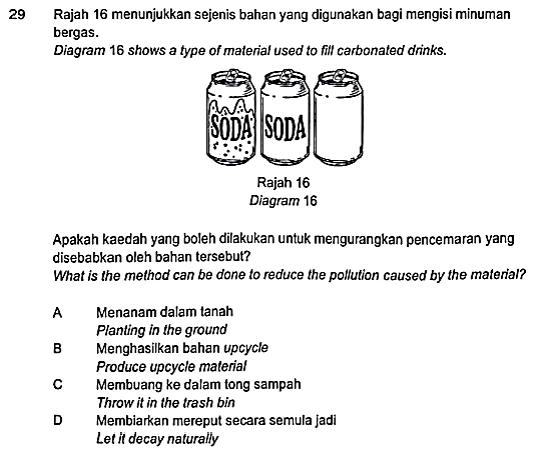 29 Rajah 16 menunjukkan sejenis bahan yang digunakan bagi mengisi minuman
bergas.
Diagram 16 shows a type of material used to fill carbonated drinks.
SODA SODA
Rajah 16
Diagram 16
Apakah kaedah yang boleh dilakukan untuk mengurangkan pencemaran yang
disebabkan oleh bahan tersebut?
What is the method can be done to reduce the pollution caused by the material?
A Menanam dalam tanah
Planting in the ground
B Menghasilkan bahan upcycle
Produce upcycle material
C Membuang ke dalam tong sampah
Throw it in the trash bin
D Membiarkan mereput secara semula jadi
Let it decay naturally